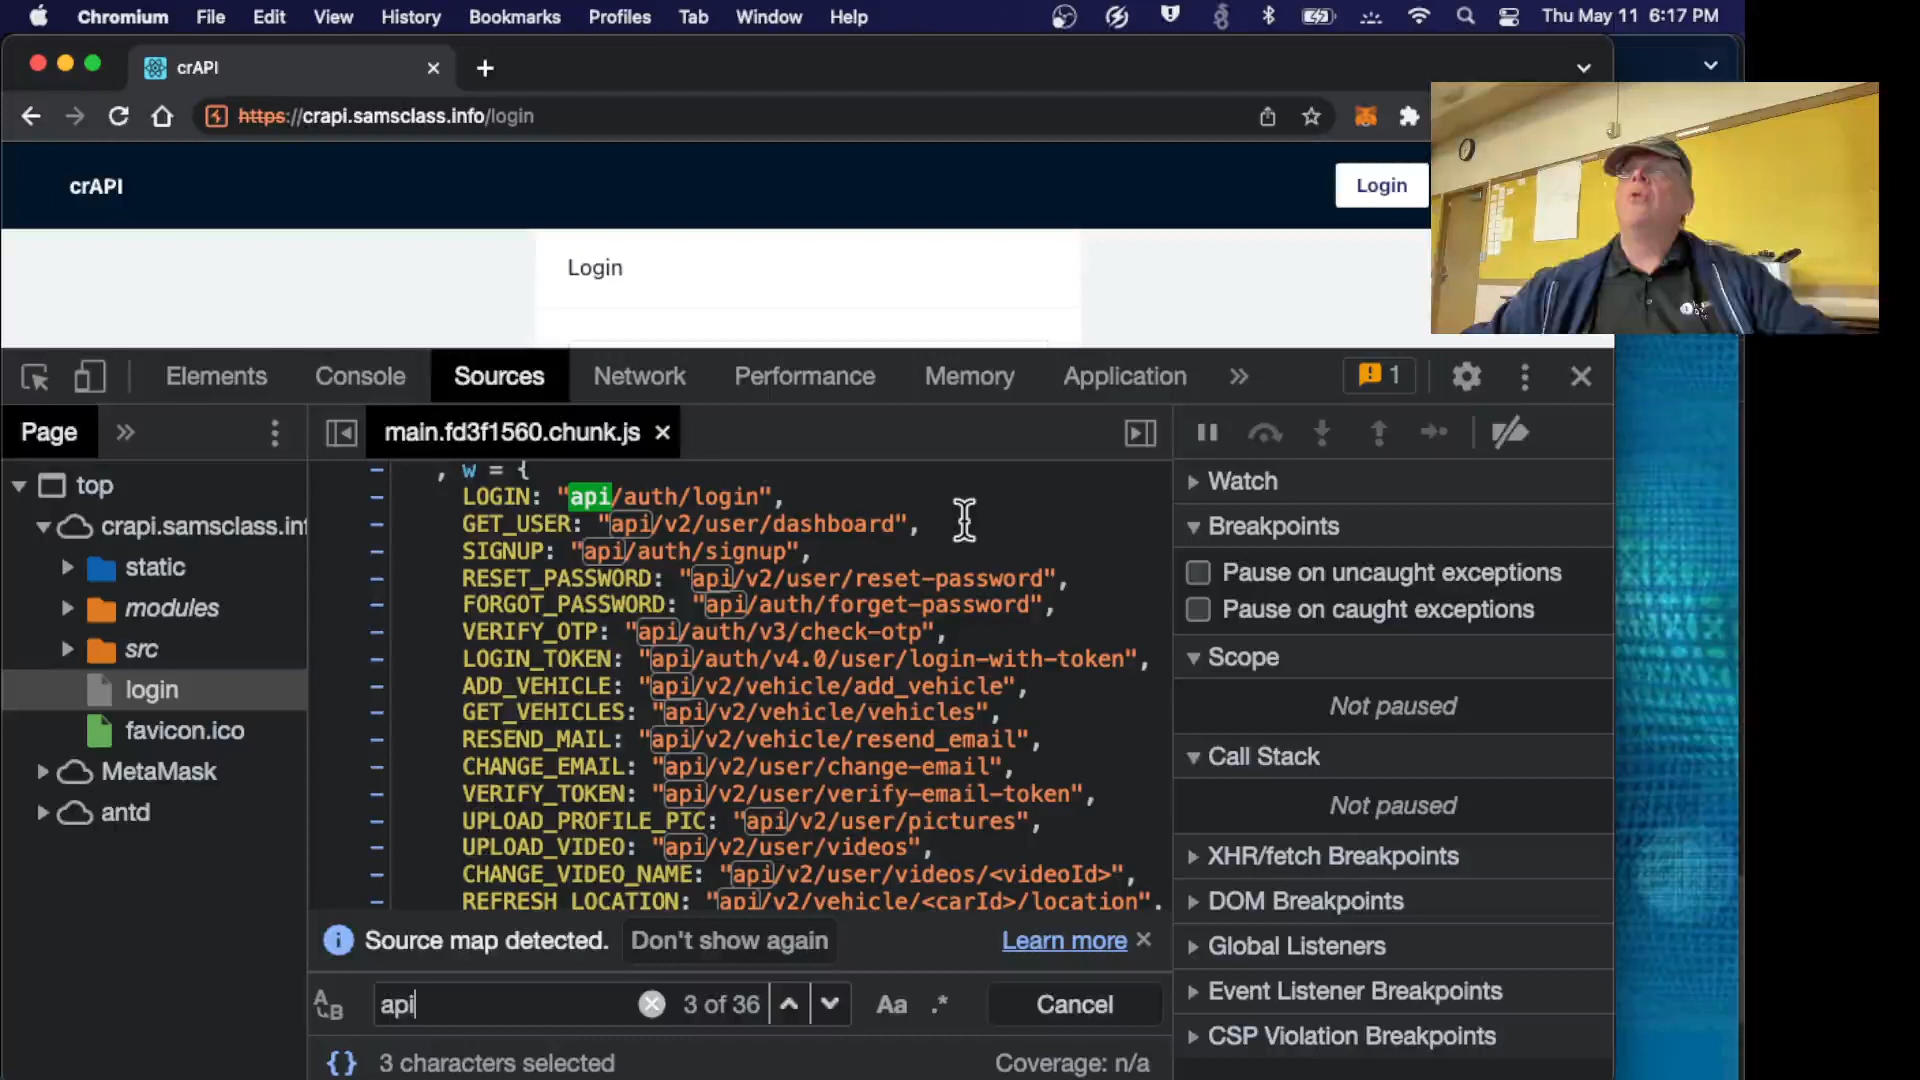 Chromium File Edit View History Bookmarks Profiles Tab Window Help Thu May 11 6:17 PM
crAPI
https://crapi.samsclass.info/login
crAPI
Login
Login
Elements Console Sources Network Performance Memory Application 1
Page
main.fd3f1560.chunk.js
top
crapi.samsclass.inf
static
modules
src
login
favicon.ico
MetaMask
antd
, w = {
LOGIN: "api/auth/login",
GET_USER: "api/v2/user/dashboard",
SIGNUP: "api/auth/signup",
RESET_PASSWORD: "api/v2/user/reset-password",
FORGOT_PASSWORD: "api/auth/forget-password",
VERIFY_OTP: "api/auth/v3/check-otp",
LOGIN_TOKEN: "api/auth/v4.0/user/login-with-token",
ADD_VEHICLE: "api/v2/vehicle/add_vehicle",
GET_VEHICLES: "api/v2/vehicle/vehicles",
RESEND_MAIL: "api/v2/vehicle/resend_email",
CHANGE_EMAIL: "api/v2/user/change-email",
VERIFY_TOKEN: "api/v2/user/verify-email-token",
UPLOAD_PROFILE_PIC: "api/v2/user/pictures",
UPLOAD_VIDEO: "api/v2/user/videos",
CHANGE_VIDEO_NAME: "api/v2/user/videos/<videoId>",
REFRESH_LOCATION: "api/v2/vehicle/<carId>/location",
Source map detected. Don't show again Learn more
api 3 of 36 Aa .* Cancel
{} 3 characters selected Coverage: n/a
Watch
Breakpoints
Pause on uncaught exceptions
Pause on caught exceptions
Scope
Not paused
Call Stack
Not paused
XHR/fetch Breakpoints
DOM Breakpoints
Global Listeners
Event Listener Breakpoints
CSP Violation Breakpoints